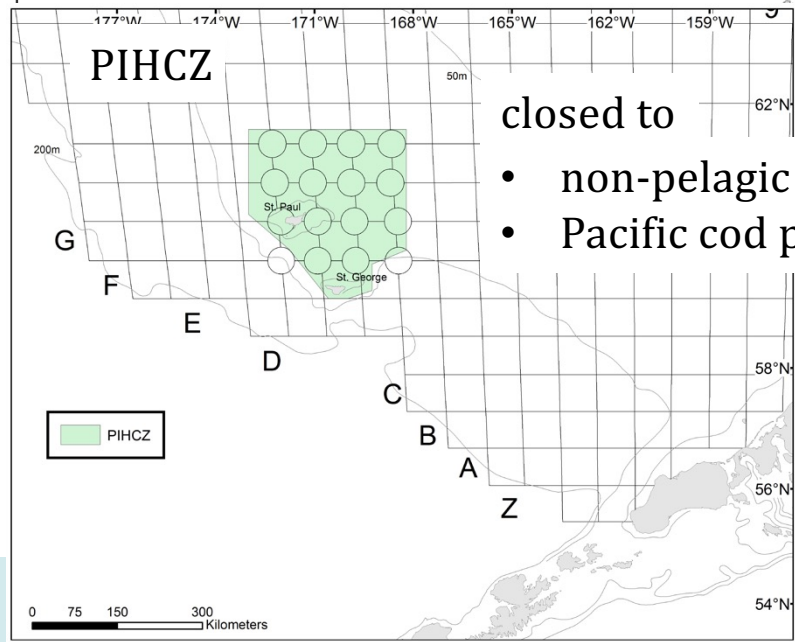 177°W 174°W 171°W 168°W 165°W 162°W 159°W
PIHCZ
50m
62°N
closed to
200m
• non-pelagic
• Pacific cod p
St. Paul
G
St. George
F
E
58°N
D
C
PIHCZ
B
A
56°N
Z
54°N
0 75 150 300
Kilometers